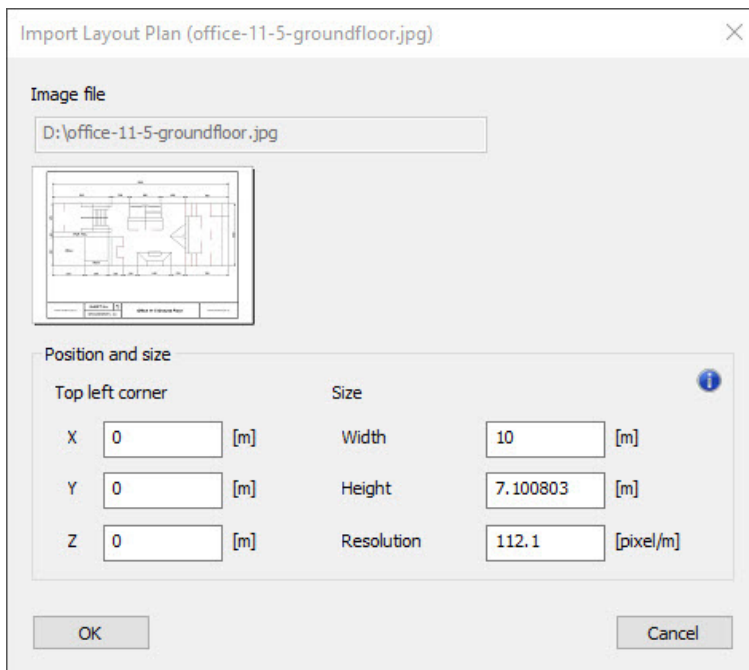 Import Layout Plan (office-11-5-groundfloor.jpg)
Image file
D:\office-11-5-groundfloor.jpg
Position and size
Top left corner Size
X 0 [m] Width 10 [m]
Y 0 [m] Height 7.100803 [m]
Z 0 [m] Resolution 112.1 [pixel/m]
OK Cancel